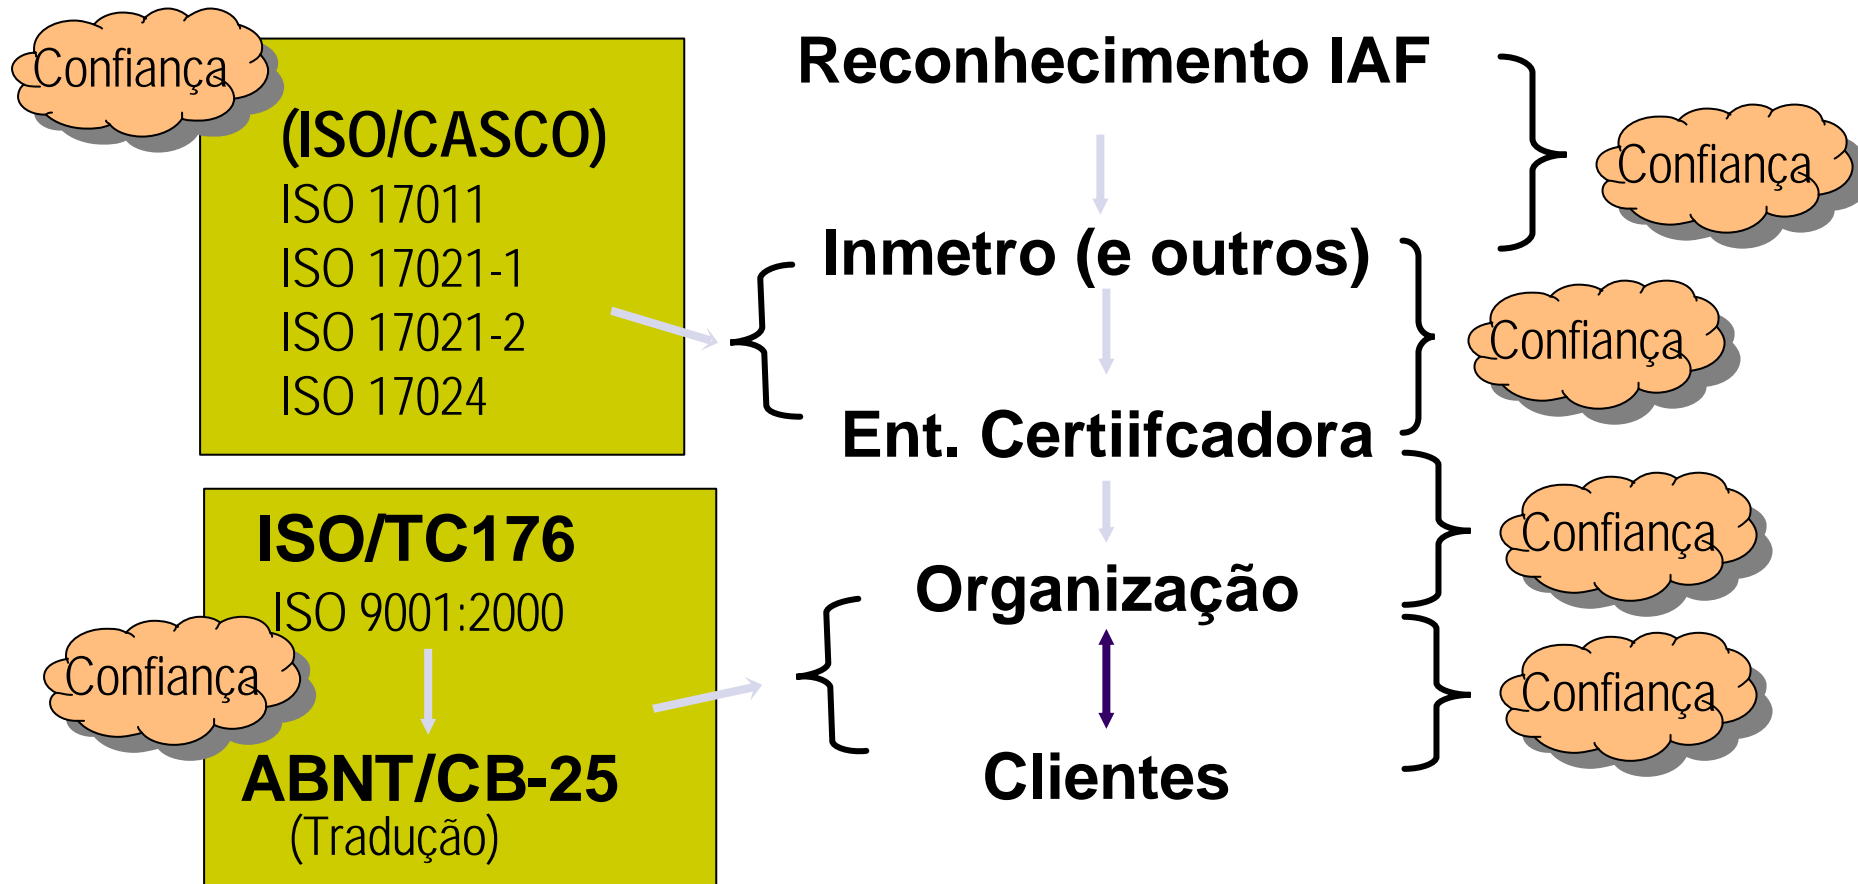 Confiança
(ISO/CASCO)
ISO 17011
ISO 17021-1
ISO 17021-2
ISO 17024
ISO/TC176
ISO 9001:2000
Confiança
ABNT/CB-25
(Tradução)
Reconhecimento IAF
Inmetro (e outros)
Ent. Certiifcadora
Organização
Clientes
Confiança
Confiança
Confiança
Confiança